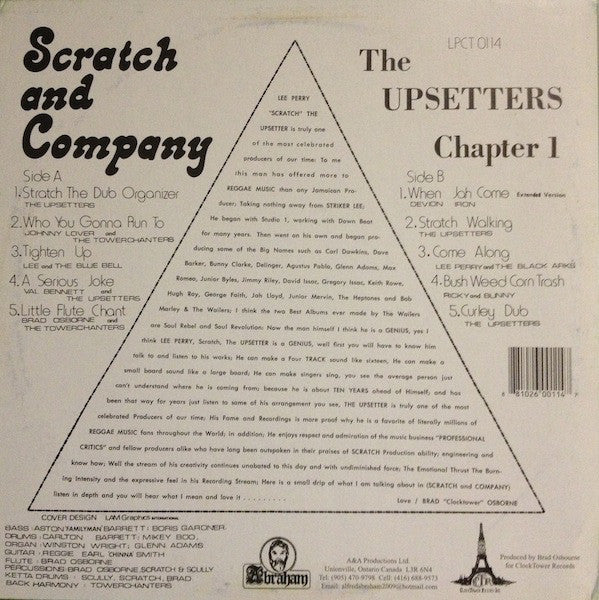 Scratch
and
Company
The
UPSETTERS
Chapter 1
LPCT 0114
Side A
1. Stratch The Dub Organizer
THE UPSETTERS
2. Who You Gonna Run To
JOHNNY LOVER and
THE TOWERCHANTERS
3. Tighten Up
LEE and THE BLUE BELL
4. A Serious Joke
VAL BENNETT and THE
UPSETTERS
5. Little Flute Chant
BRAD OSBORNE and
THE TOWERCHANTERS
LEE PERRY
"SCRATCH" THE
UPSETTER is truly one
of the most celebrated
producers of our time: To me
this man has offered more to
REGGAE MUSIC than any Jamaican Pro-
ducer; Taking nothing away from STRIKER LEE;
He began with Studio 1, working with Down Beat
for many years. Then went on his own and began pro-
ducing some of the Big Names such as Carl Dawkins, Dave
Barker, Bunny Clarke, Delinger, Agustus Pablo, Glenn Adams, Max
Romeo, Junior Byles, Jimmy Riley, David Issac, Gregory Issac, Keith Rowe,
Hugh Roy, George Faith, Jah Lloyd, Junior Mervin, The Heptones and Bob
Marley & The Wailers; I think the two Best Albums ever made by The Wailers
are Soul Rebel and Soul Revolution: Now the man himself I think he is a GENIUS, yes I
think LEE PERRY, Scratch, The UPSETTER is a GENIUS, well first you will have to know him
talk to and listen to his works; He can make a Four TRACK sound like sixteen, He can make a
small board sound like a large board; He can make singers sing, you see the average person just
can't understand where he is coming from; because he is about TEN YEARS ahead of Himself; and has
been that way for years just listen to some of his arrangement you see, THE UPSETTER is truly one of the most
celebrated Producers of our time; His Fame and Recordings is more proof why he is a favorite of literally millions of
REGGAE MUSIC fans throughout the World; in addition; He enjoys respect and admiration of the music business "PROFESSIONAL
CRITICS" and fellow producers alike who have long been outspoken in their praises of SCRATCH Production ability; engineering and
know how; Well the stream of his creativity continues unabated to this day and with undiminished force; The Emotional Thrust The Burn-
ing Intensity and the expressive feel in his Recording Stream; Here is a small drip of what I am talking about in (SCRATCH and COMPANY)
listen in depth and you will hear what I mean and love it . . . . . . . . . Love / BRAD "Clocktower" OSBORNE
Side B
1. When Jah Come Extended Version
DEVION IRON
2. Stratch Walking
THE UPSETTERS
3. Come Along
LEE PERRY and THE BLACK ARKS
4. Bush Weed Corn Trash
RICKY and BUNNY
5. Curley Dub
THE UPSETTERS
6 81026 00114 7
COVER DESIGN LAM Graphics INTERNATIONAL
BASS: ASTON 'FAMILYMAN' BARRETT: BORIS GARDNER
DRUMS: CARLTON BARRETT: MIKEY BOO
ORGAN: WINSTON WRIGHT: GLENN ADAMS
GUITAR: REGGIE EARL CHINNA SMITH
FLUTE: BRAD OSBORNE
PERCUSSIONS: BRAD OSBORNE, SCRATCH & SCULLY
KETTA DRUMS: SCULLY, SCRATCH, BRAD
BACK HARMONY: TOWERCHANTERS
Abraham
A&A Productions Ltd.
Unionville, Ontario Canada L3R 6N4
Tel: (905) 470-9798 Cell: (416) 688-9573
Email: alfredabraham2009@hotmail.com
Produced by Brad Osbourne
for ClockTower Records